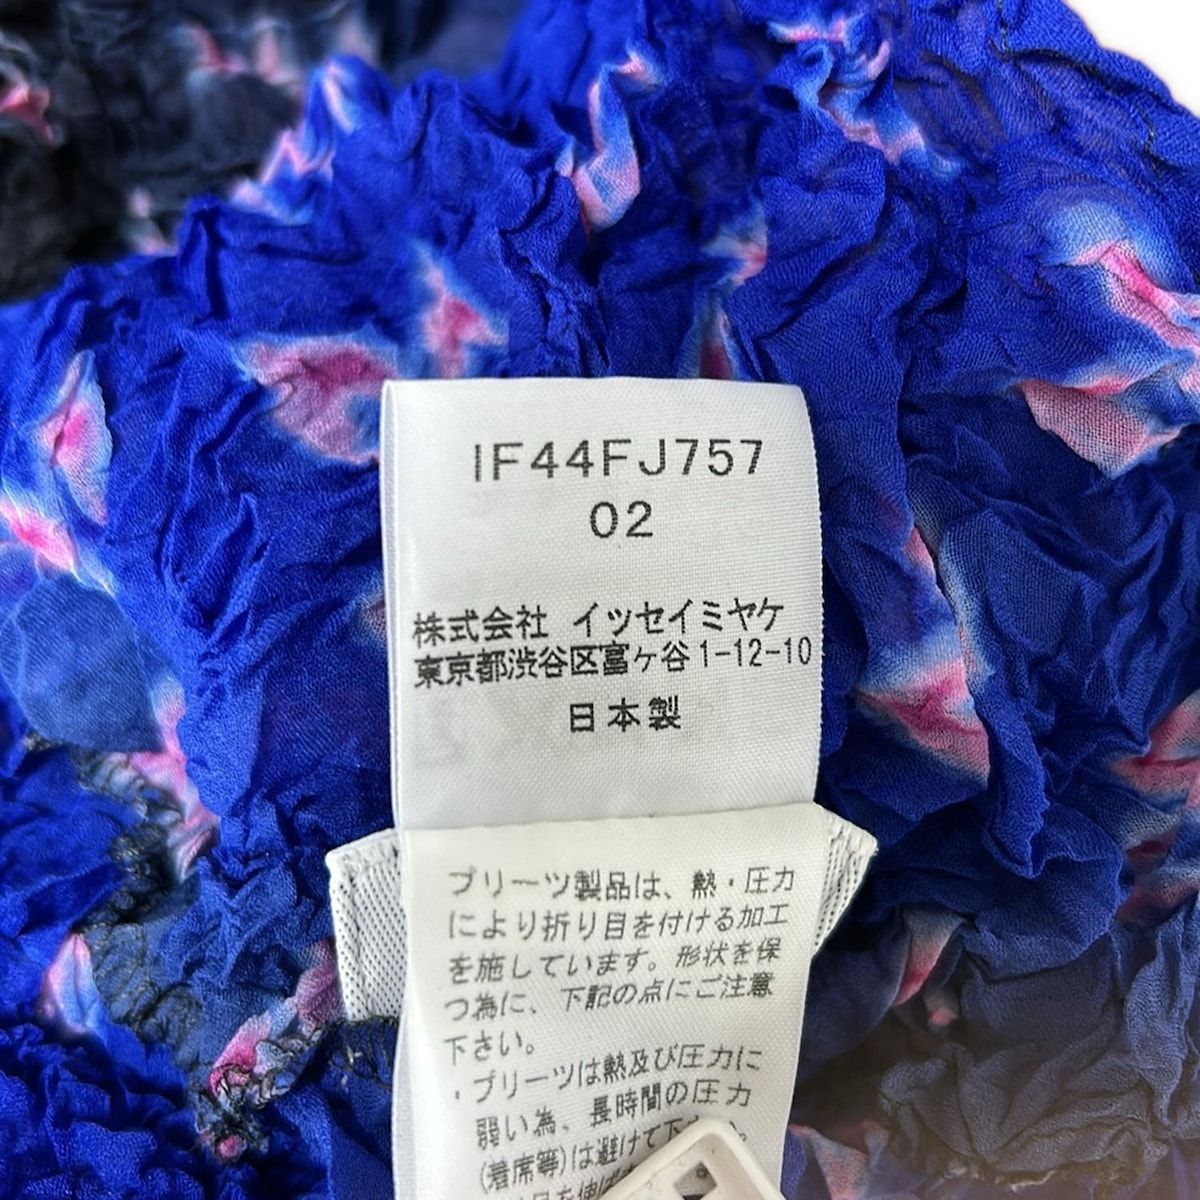 IF44FJ757
02
株式会社 イッセイミヤケ
東京都渋谷区富ヶ谷1-12-10
日本製
プリーツ製品は、熱・圧力
により折り目を付ける加工
を施しています。形状を保
つ為に、下記の点にご注意
下さい。
・プリーツは熱及び圧力に
弱い為、長時間の圧力
(着席等)は避けて下さい。